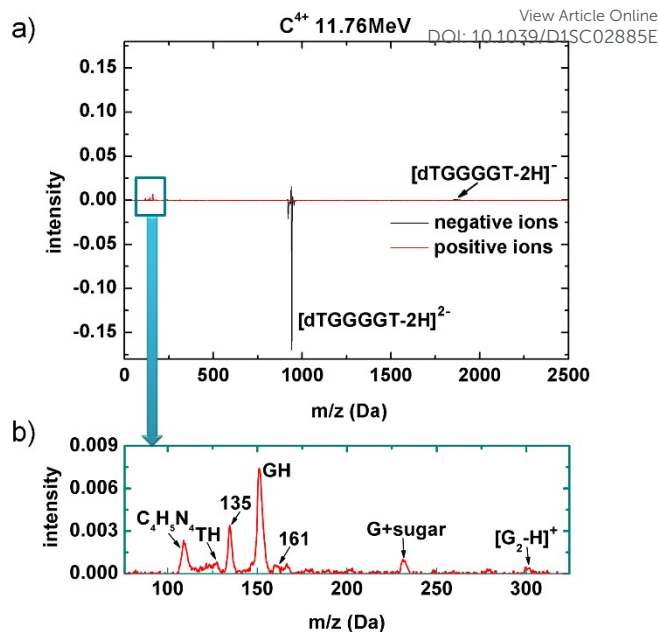 View Article Online
DOI: 10.1039/D1SC02885E
a)
C⁴⁺ 11.76MeV
0.15
0.10
0.05
0.00
-0.05
-0.10
-0.15
intensity
[dTGGGGT-2H]⁻
negative ions
positive ions
[dTGGGGT-2H]²⁻
0 500 1000 1500 2000 2500
m/z (Da)
b)
0.009
0.006
0.003
0.000
intensity
C₄H₅N₄
TH
135
GH
161
G+sugar
[G₂-H]⁺
100 150 200 250 300
m/z (Da)